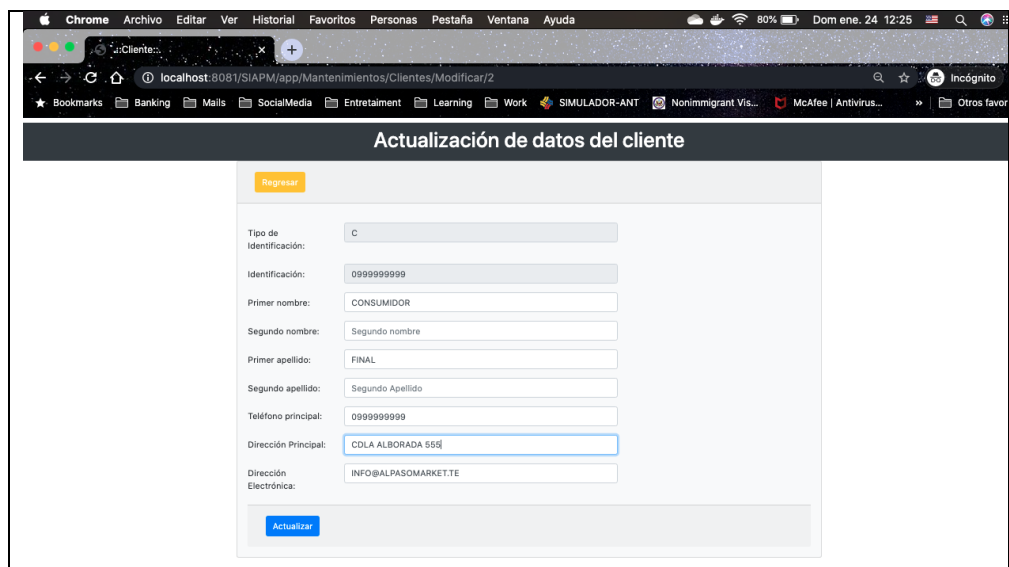 Chrome Archivo Editar Ver Historial Favoritos Personas Pestaña Ventana Ayuda 80% Dom ene. 24 12:25
.::Cliente::. × +
localhost:8081/SIAPM/app/Mantenimientos/Clientes/Modificar/2 Incógnito
Bookmarks Banking Mails SocialMedia Entretaiment Learning Work SIMULADOR-ANT Nonimmigrant Vis... McAfee | Antivirus... » Otros favor
Actualización de datos del cliente
Regresar
Tipo de
Identificación:
C
Identificación: 0999999999
Primer nombre: CONSUMIDOR
Segundo nombre: Segundo nombre
Primer apellido: FINAL
Segundo apellido: Segundo Apellido
Teléfono principal: 0999999999
Dirección Principal: CDLA ALBORADA 555
Dirección
Electrónica:
INFO@ALPASOMARKET.TE
Actualizar